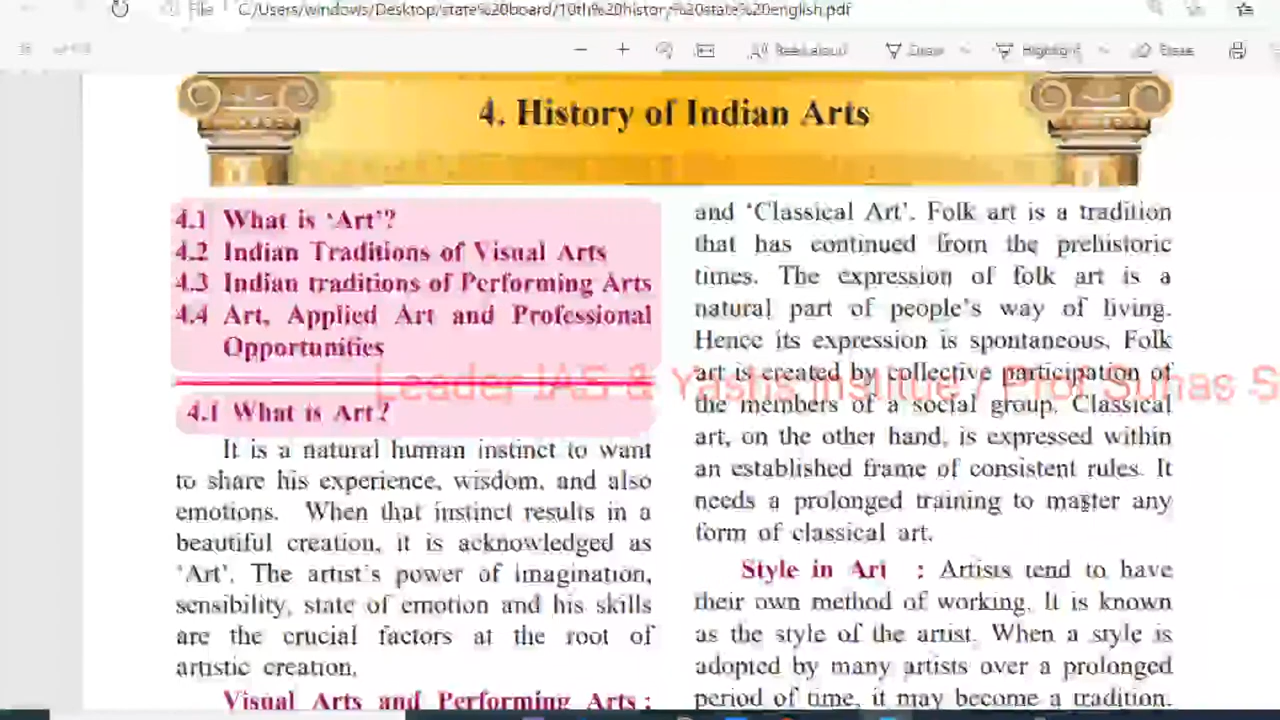 File
C:/Users/windows/Desktop/state%20board/10th%20history%20state%20english.pdf
Read aloud
Draw
Highlight
Erase
4. History of Indian Arts
4.1 What is ‘Art’?
4.2 Indian Traditions of Visual Arts
4.3 Indian traditions of Performing Arts
4.4 Art, Applied Art and Professional
Opportunities
4.1 What is Art?
It is a natural human instinct to want
to share his experience, wisdom, and also
emotions. When that instinct results in a
beautiful creation, it is acknowledged as
‘Art’. The artist’s power of imagination,
sensibility, state of emotion and his skills
are the crucial factors at the root of
artistic creation.
Visual Arts and Performing Arts :
and ‘Classical Art’. Folk art is a tradition
that has continued from the prehistoric
times. The expression of folk art is a
natural part of people’s way of living.
Hence its expression is spontaneous. Folk
art is created by collective participation of
the members of a social group. Classical
art, on the other hand, is expressed within
an established frame of consistent rules. It
needs a prolonged training to master any
form of classical art.
Style in Art : Artists tend to have
their own method of working. It is known
as the style of the artist. When a style is
adopted by many artists over a prolonged
period of time, it may become a tradition.
Leader IAS & Yashs Institue / Prof Suhas S